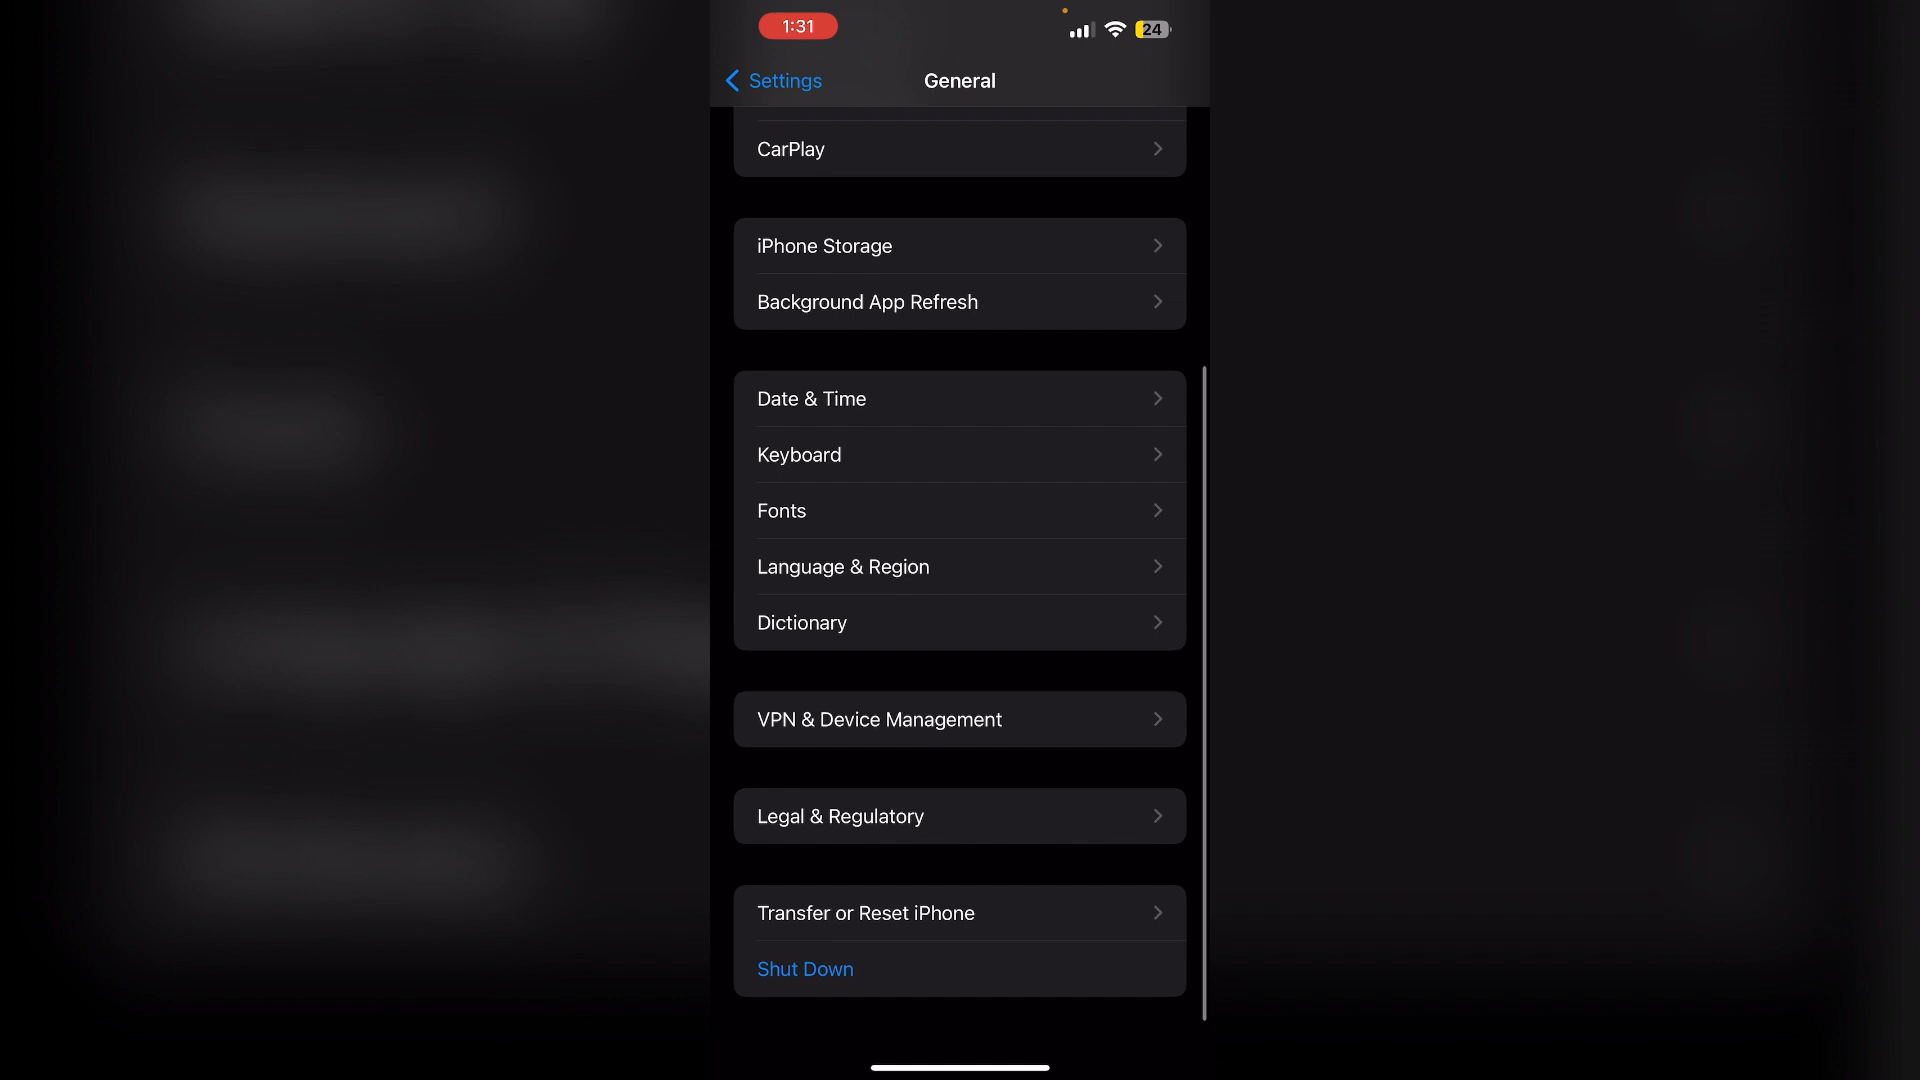 1:31
24
Settings
General
CarPlay
iPhone Storage
Background App Refresh
Date & Time
Keyboard
Fonts
Language & Region
Dictionary
VPN & Device Management
Legal & Regulatory
Transfer or Reset iPhone
Shut Down